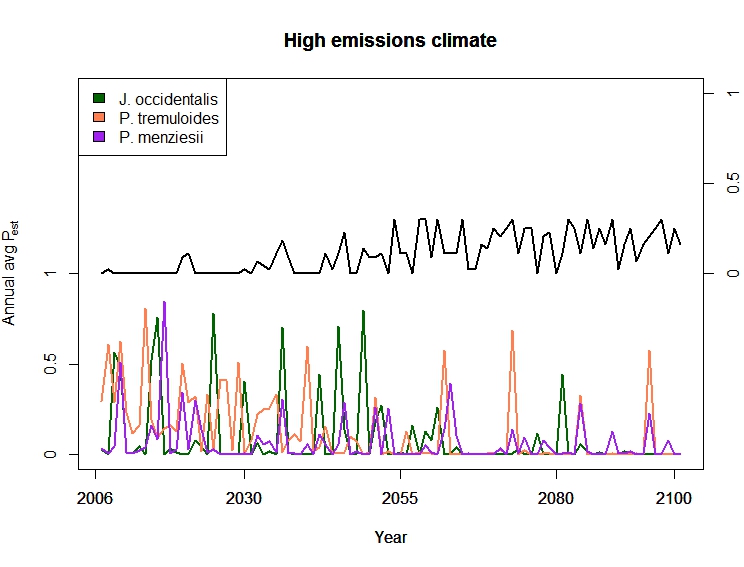 High emissions climate
J. occidentalis
P. tremuloides
P. menziesii
Annual avg Pest
1
0.5
0
1
0.5
0
2006 2030 2055 2080 2100
Year